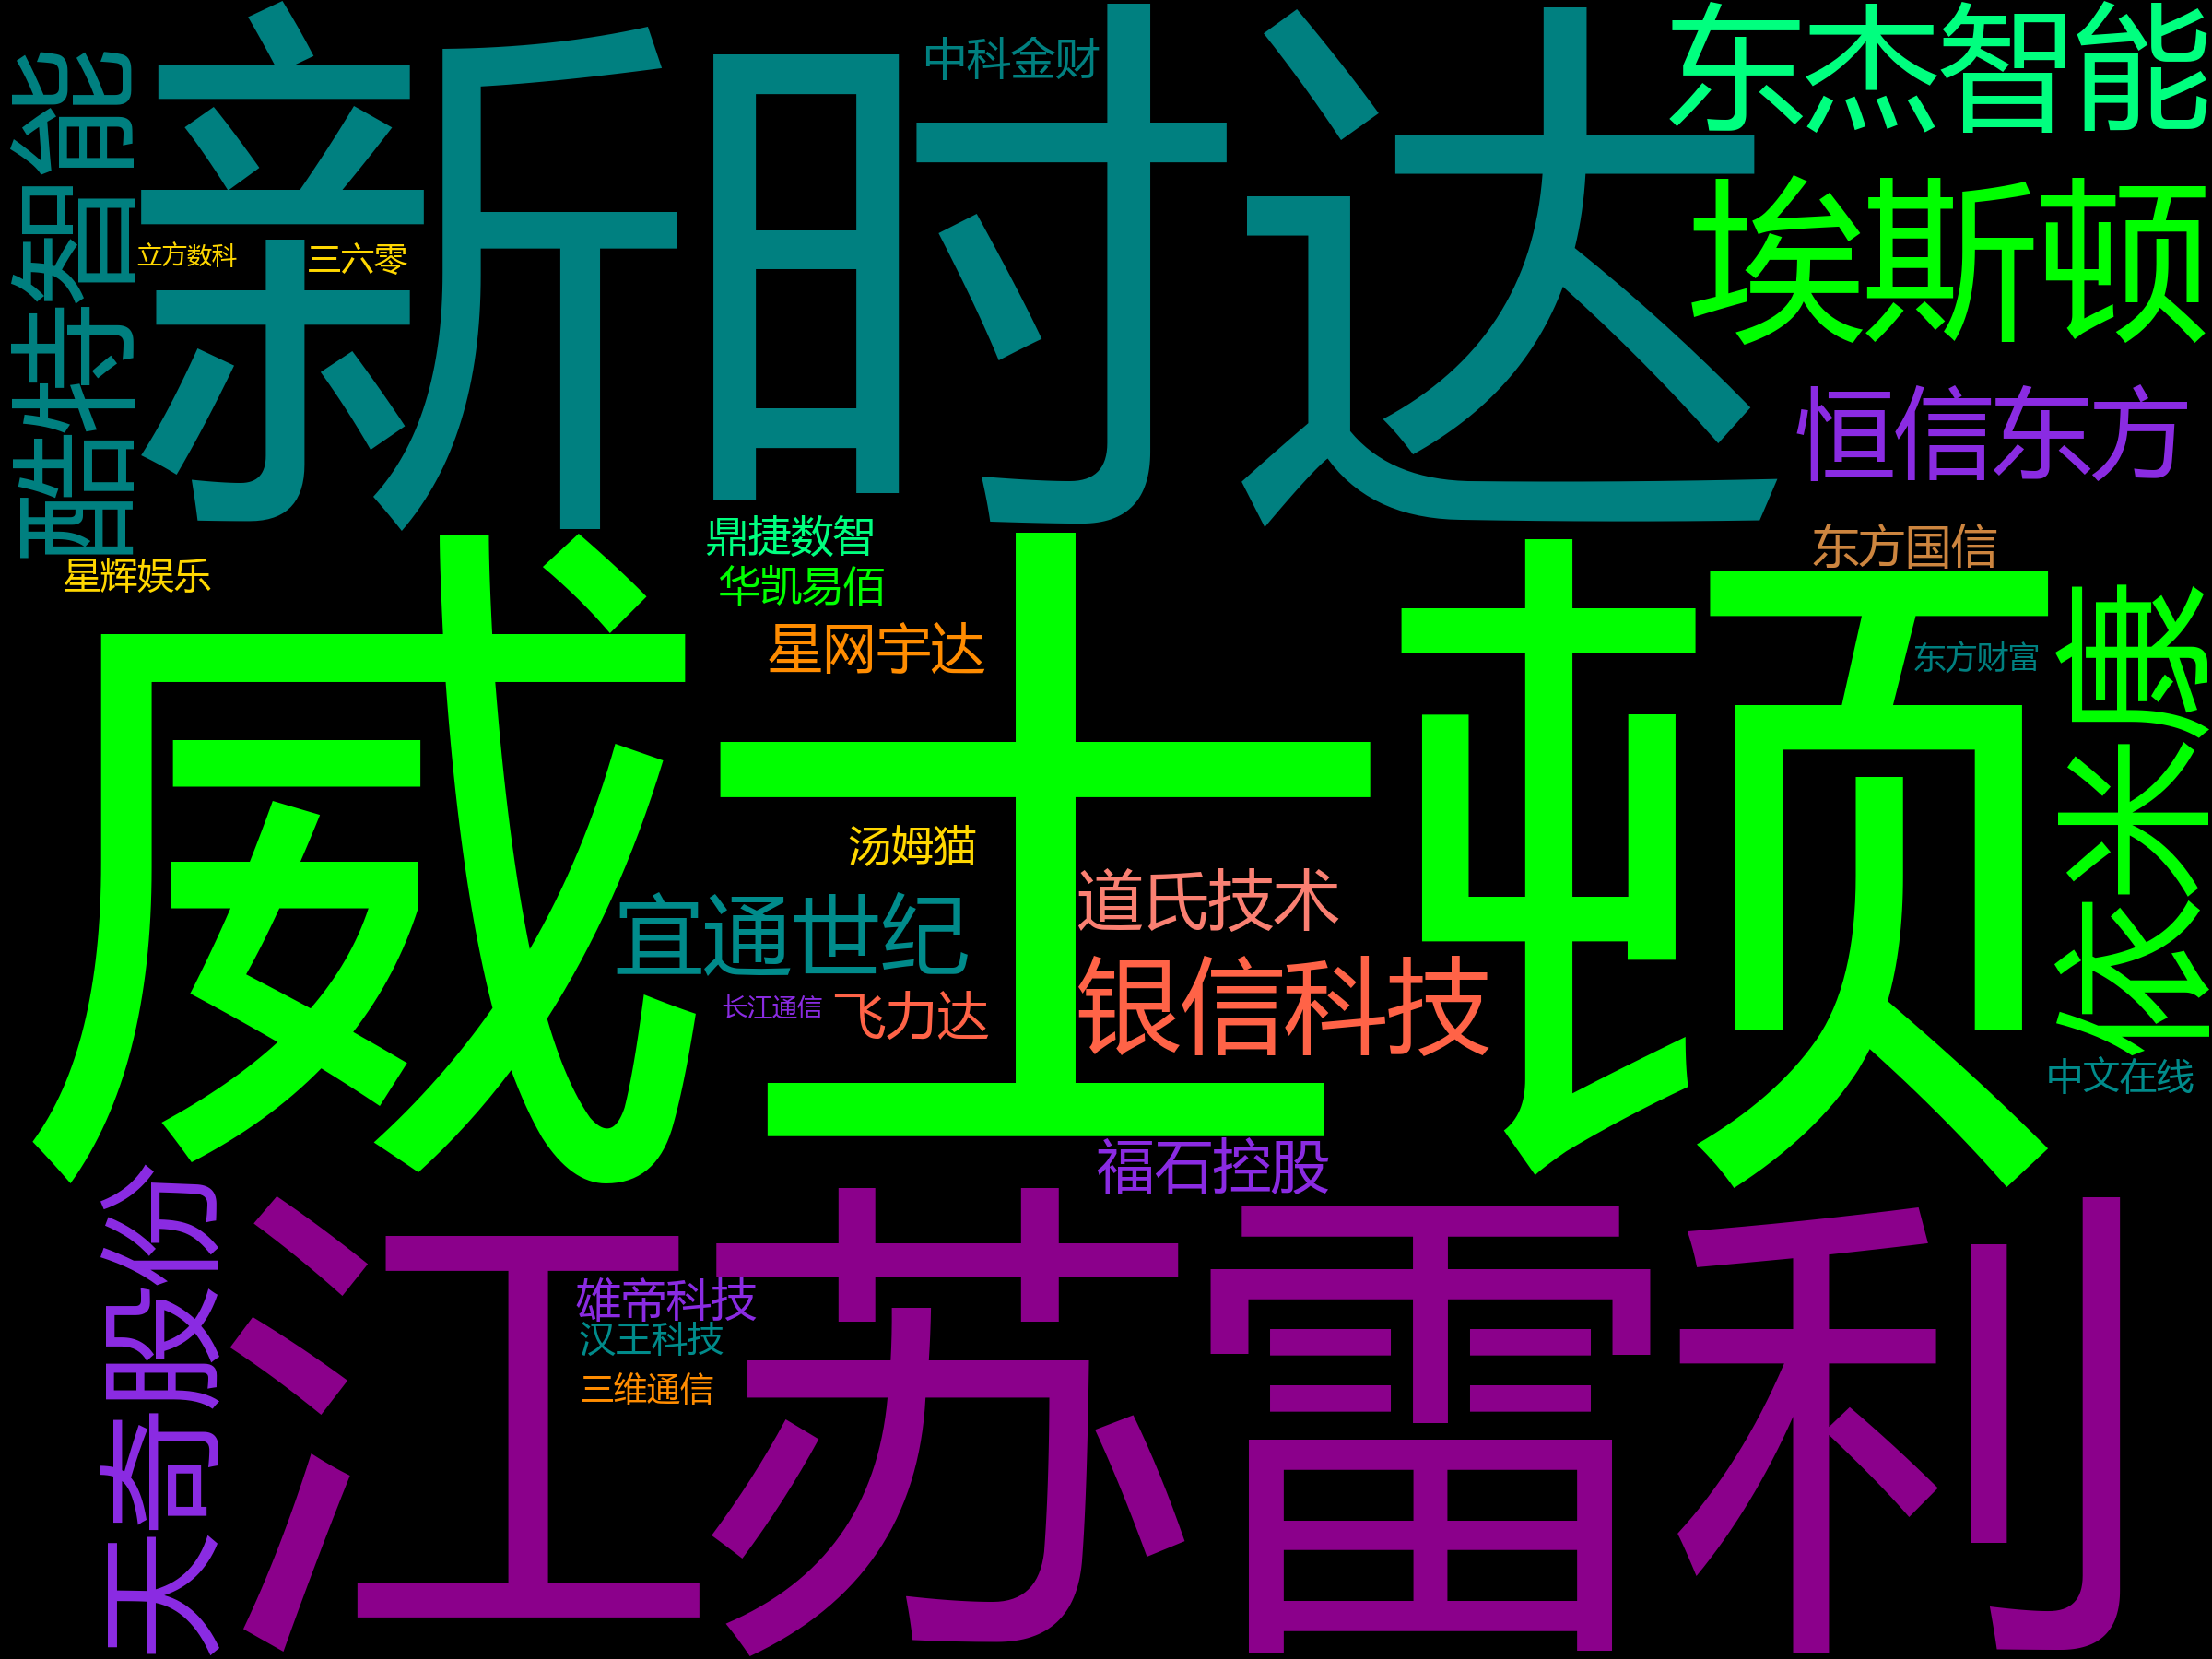 新时达
中科金财
东杰智能
埃斯顿
酷特智能
立方数科
三六零
恒信东方
星辉娱乐
鼎捷数智
华凯易佰
星网宇达
东方国信
东方财富
威士顿
依米康
汤姆猫
宜通世纪
道氏技术
银信科技
长江通信
飞力达
中文在线
福石控股
天奇股份
江苏雷利
雄帝科技
汉王科技
三维通信